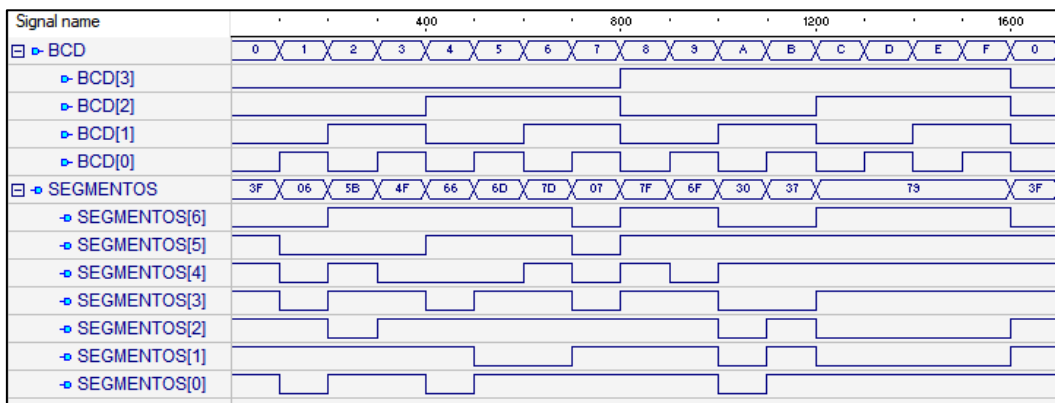 Signal name 400 800 1200 1600
BCD 0 1 2 3 4 5 6 7 8 9 A B C D E F 0
BCD[3]
BCD[2]
BCD[1]
BCD[0]
SEGMENTOS 3F 06 5B 4F 66 6D 7D 07 7F 6F 30 37 79 3F
SEGMENTOS[6]
SEGMENTOS[5]
SEGMENTOS[4]
SEGMENTOS[3]
SEGMENTOS[2]
SEGMENTOS[1]
SEGMENTOS[0]